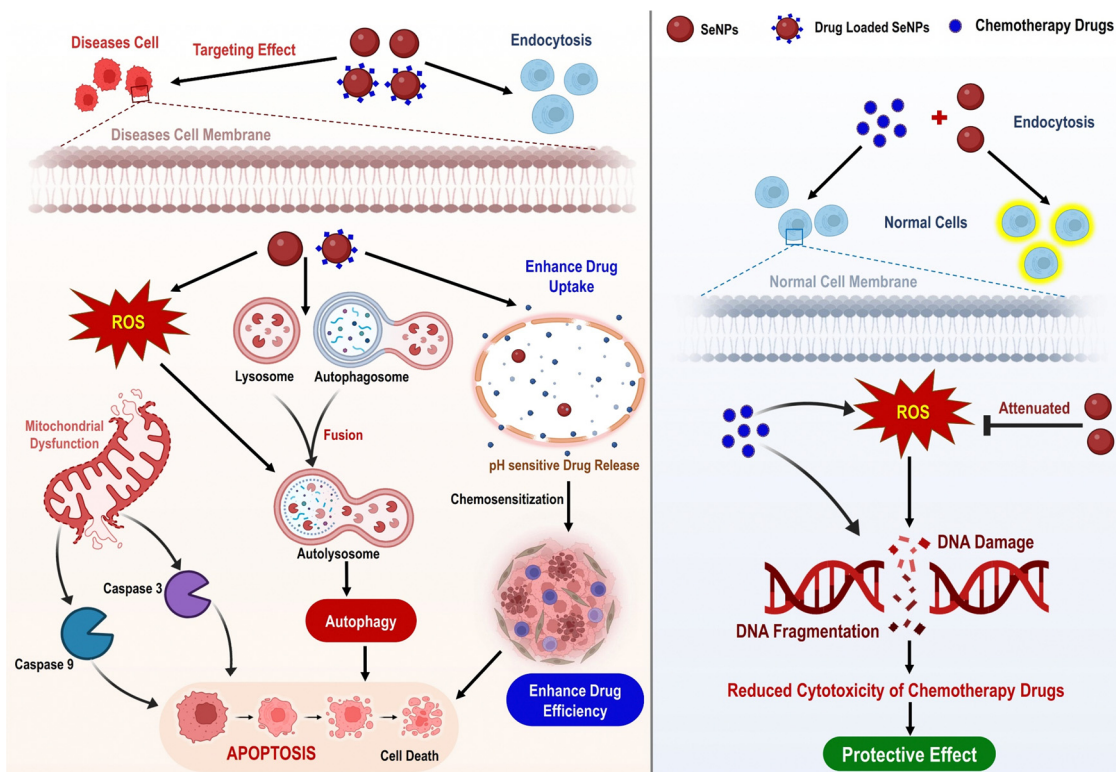 Diseases Cell
Targeting Effect
Endocytosis
Diseases Cell Membrane
Enhance Drug
Uptake
ROS
Lysosome
Autophagosome
Mitochondrial
Dysfunction
Fusion
pH sensitive Drug Release
Chemosensitization
Autolysosome
Caspase 3
Caspase 9
Autophagy
Enhance Drug
Efficiency
APOPTOSIS
Cell Death
SeNPs
Drug Loaded SeNPs
Chemotherapy Drugs
Endocytosis
Normal Cells
Normal Cell Membrane
ROS
Attenuated
DNA Damage
DNA Fragmentation
Reduced Cytotoxicity of Chemotherapy Drugs
Protective Effect